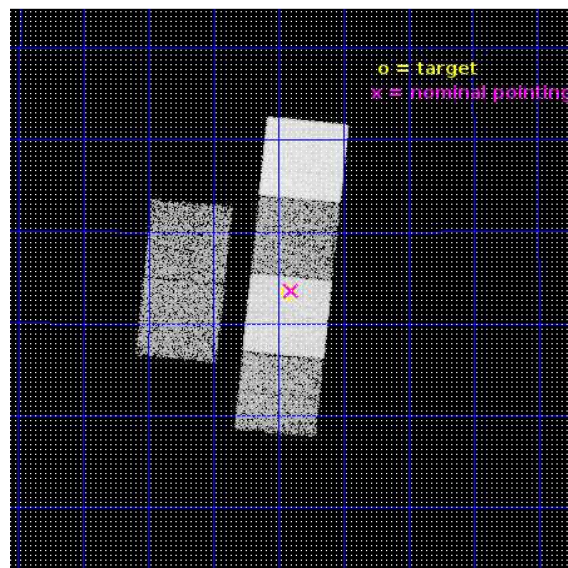 o = target
x = nominal pointing